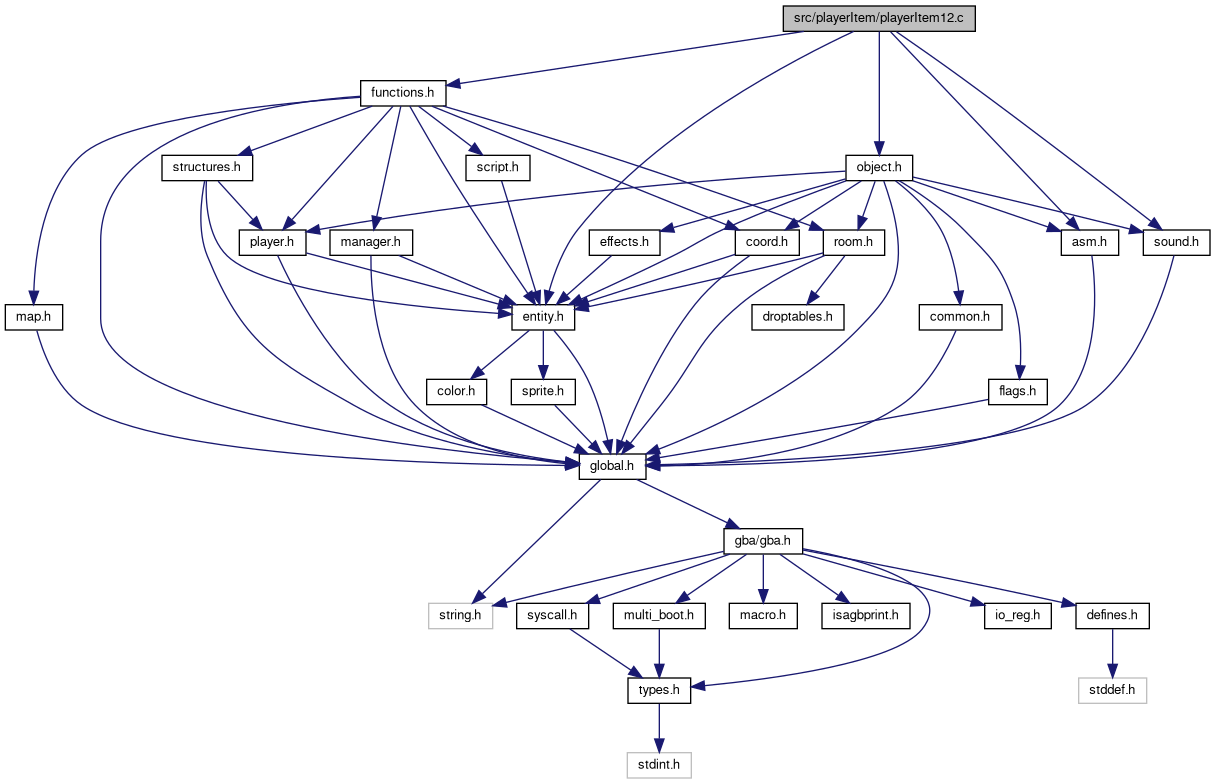 src/playerItem/playerItem12.c
functions.h
structures.h
script.h
object.h
player.h
manager.h
effects.h
coord.h
room.h
asm.h
sound.h
map.h
entity.h
droptables.h
common.h
color.h
sprite.h
flags.h
global.h
gba/gba.h
string.h
syscall.h
multi_boot.h
macro.h
isagbprint.h
io_reg.h
defines.h
types.h
stddef.h
stdint.h